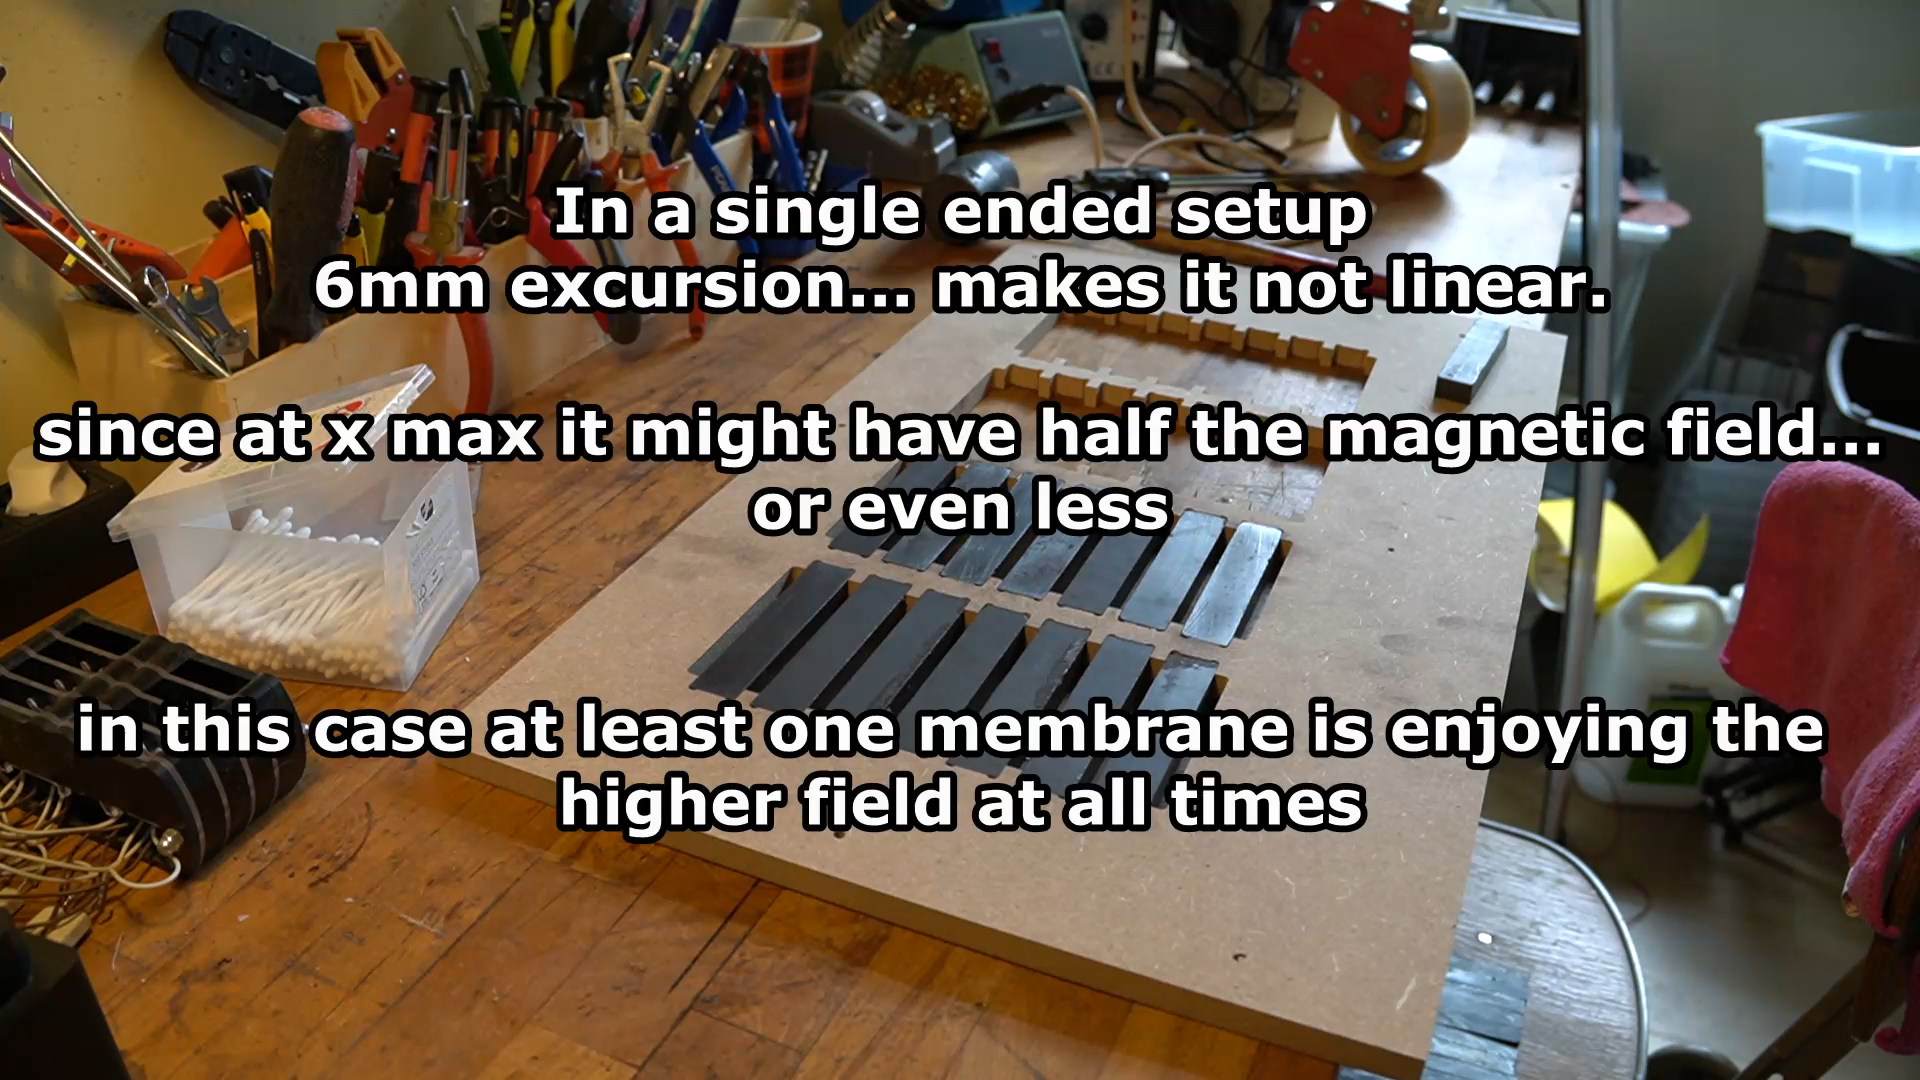 In a single ended setup
6mm excursion... makes it not linear.
since at x max it might have half the magnetic field...
or even less
in this case at least one membrane is enjoying the
higher field at all times